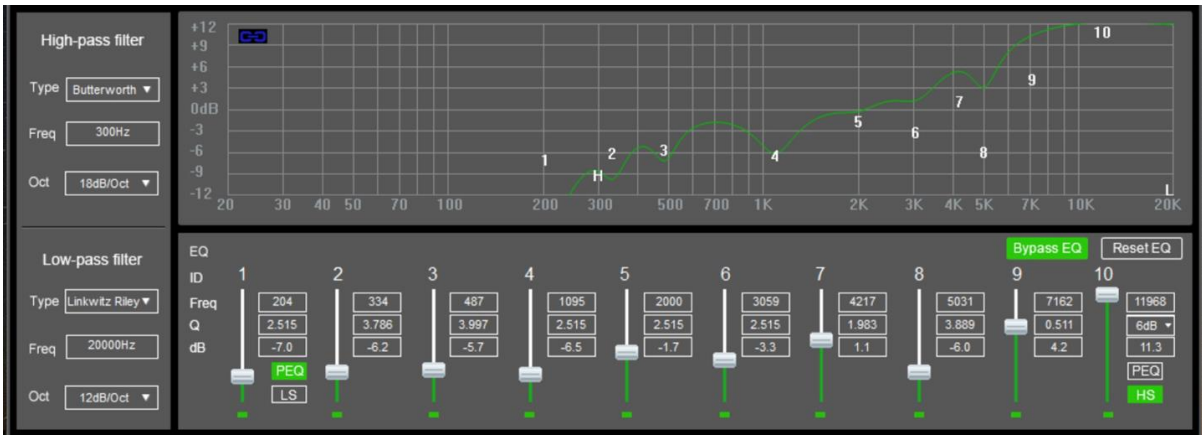 High-pass filter
Type Butterworth
Freq 300Hz
Oct 18dB/Oct
Low-pass filter
Type Linkwitz Riley
Freq 20000Hz
Oct 12dB/Oct
+12
+9
+6
+3
0dB
-3
-6
-9
-12
1 H 2 3 4 5 6 7 8 9 10 L
20 30 40 50 70 100 200 300 500 700 1K 2K 3K 4K 5K 7K 10K 20K
EQ Bypass EQ Reset EQ
ID 1 2 3 4 5 6 7 8 9 10
Freq 204 334 487 1095 2000 3059 4217 5031 7162 11968
Q 2.515 3.786 3.997 2.515 2.515 2.515 1.983 3.889 0.511 6dB
dB -7.0 -6.2 -5.7 -6.5 -1.7 -3.3 1.1 -6.0 4.2 11.3
PEQ PEQ
LS HS